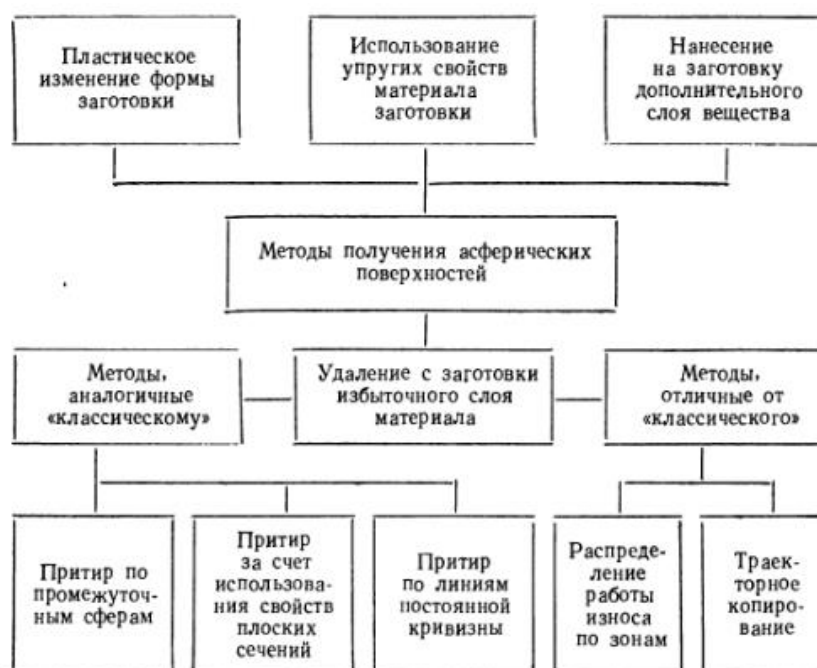 Пластическое
изменение формы
заготовки
Использование
упругих свойств
материала
заготовки
Нанесение
на заготовку
дополнительного
слоя вещества
Методы получения асферических
поверхностей
Методы,
аналогичные
«классическому»
Удаление с заготовки
избыточного слоя
материала
Методы,
отличные от
«классического»
Притир по
промежуточ-
ным сферам
Притир
за счет
использова-
ния свойств
плоских
сечений
Притир
по линиям
постоянной
кривизны
Распреде-
ление
работы
износа
по зонам
Траек-
торное
копиро-
вание